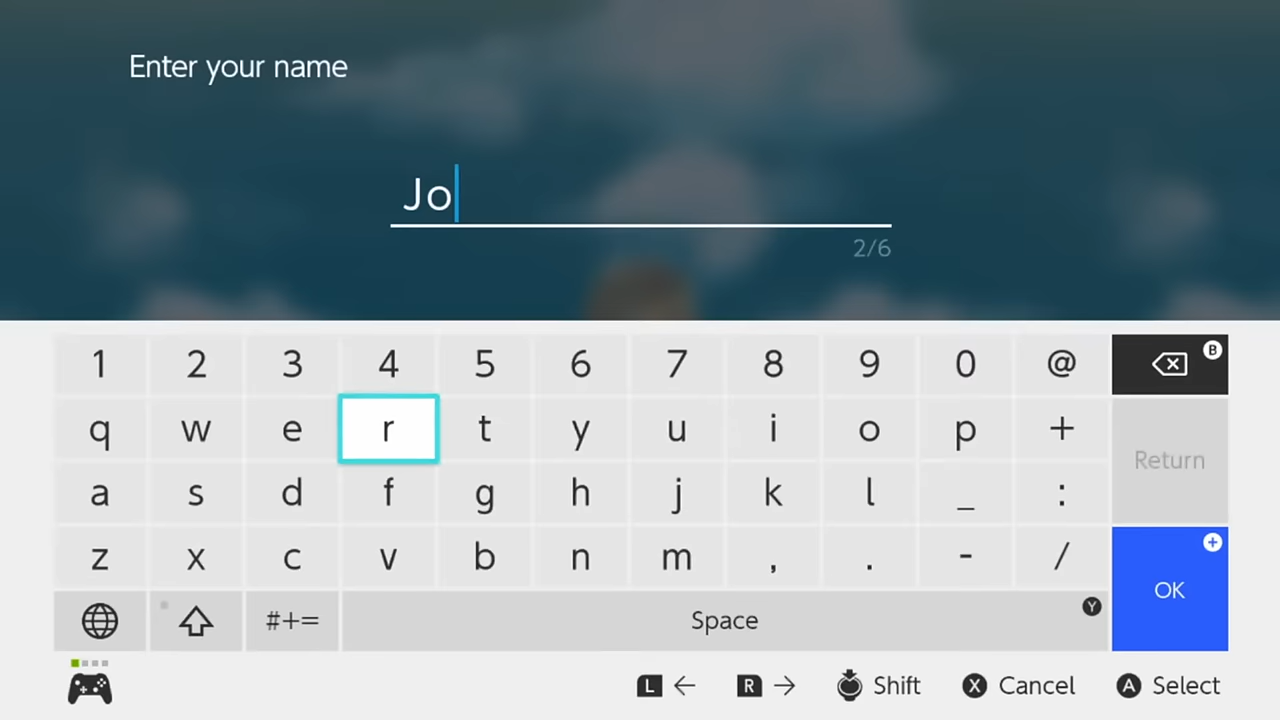 Enter your name
Jo
2/6
1 2 3 4 5 6 7 8 9 0 @ B
q w e r t y u i o p + Return
a s d f g h j k l _ :
z x c v b n m , . - / + OK
#+= Space Y
L ← R → Shift X Cancel A Select